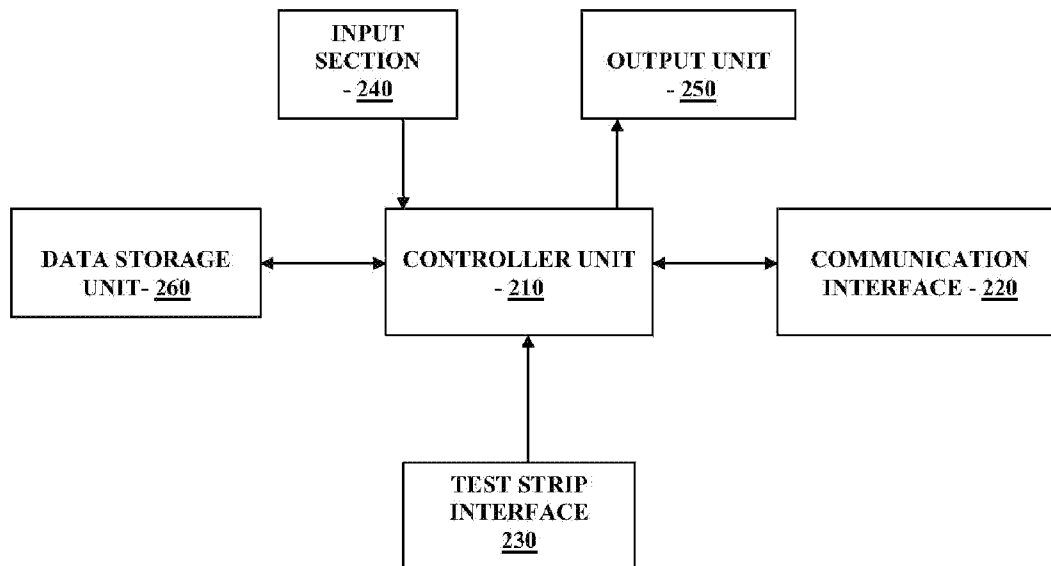 INPUT
SECTION
- 240
OUTPUT UNIT
- 250
DATA STORAGE
UNIT- 260
CONTROLLER UNIT
- 210
COMMUNICATION
INTERFACE - 220
TEST STRIP
INTERFACE
230